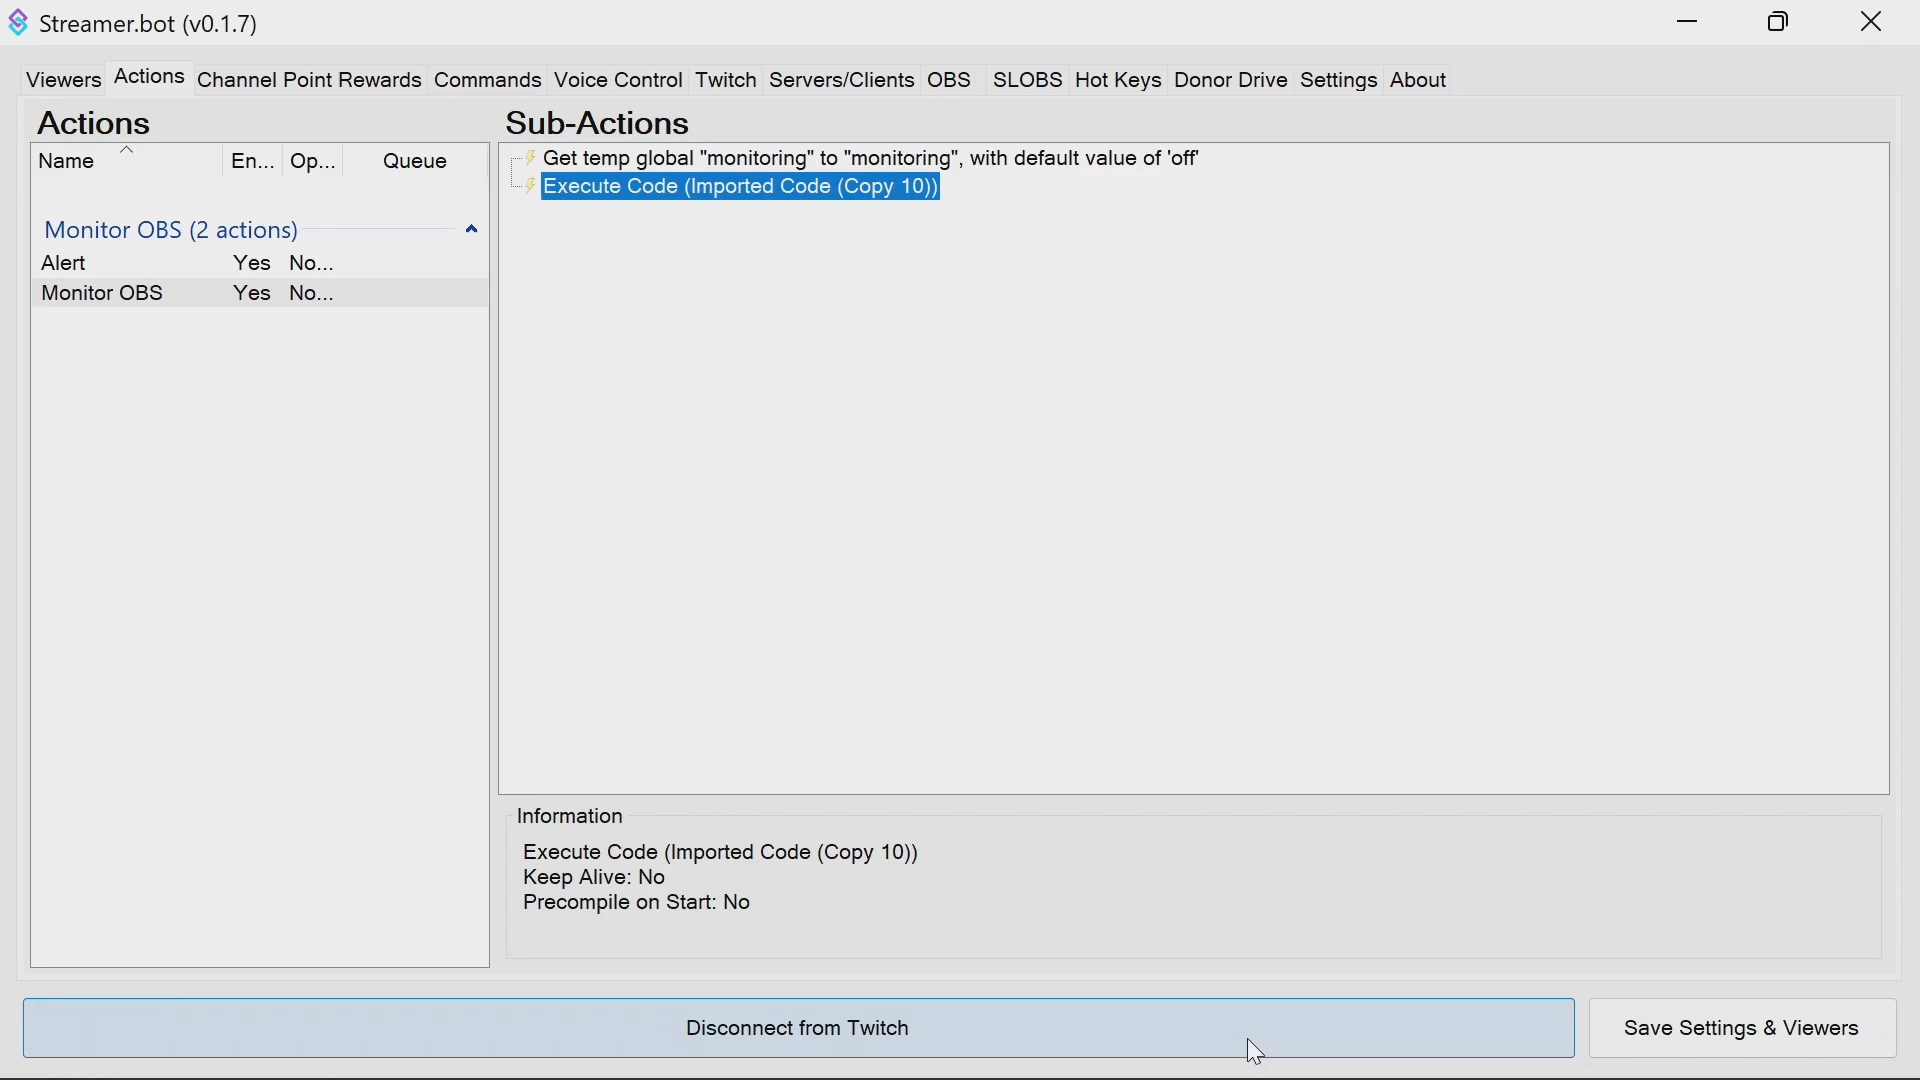 Streamer.bot (v0.1.7)
Viewers Actions Channel Point Rewards Commands Voice Control Twitch Servers/Clients OBS SLOBS Hot Keys Donor Drive Settings About
Actions
Name En... Op... Queue
Monitor OBS (2 actions)
Alert Yes No...
Monitor OBS Yes No...
Sub-Actions
Get temp global "monitoring" to "monitoring", with default value of 'off'
Execute Code (Imported Code (Copy 10))
Information
Execute Code (Imported Code (Copy 10))
Keep Alive: No
Precompile on Start: No
Disconnect from Twitch
Save Settings & Viewers